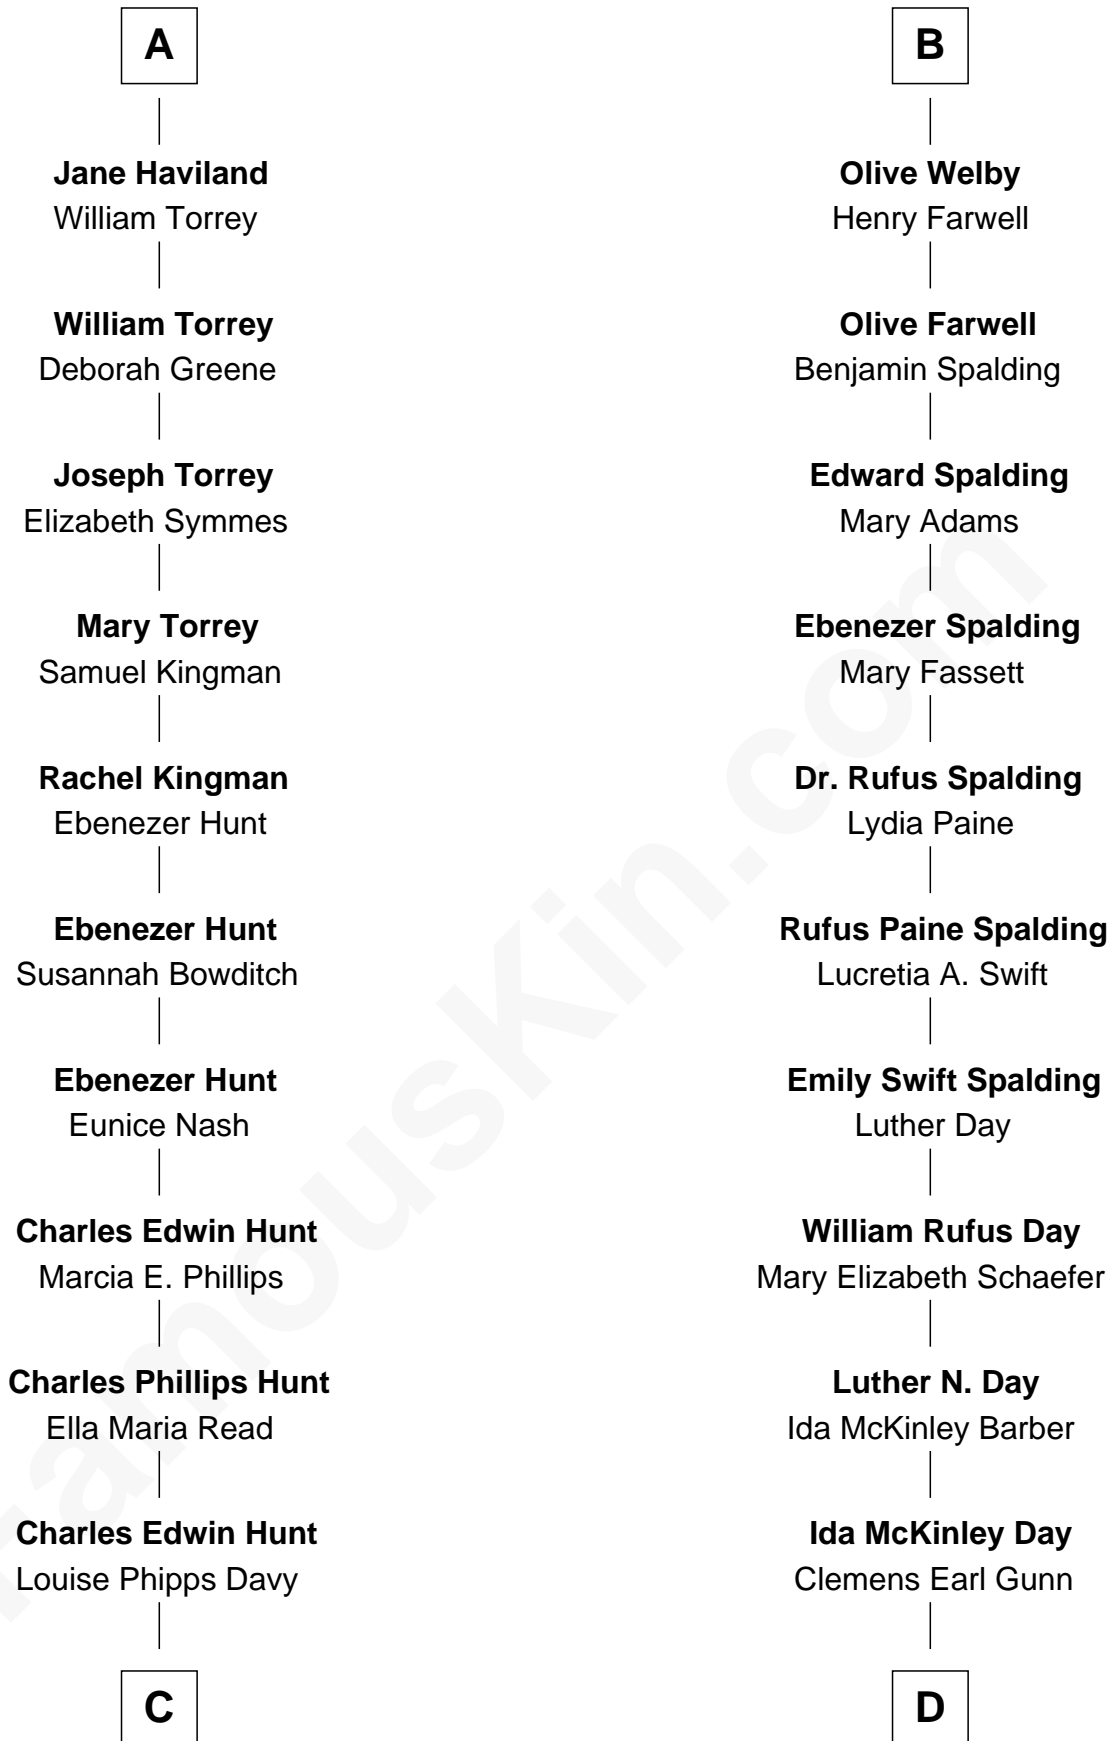 A
Jane Haviland
William Torrey
William Torrey
Deborah Greene
Joseph Torrey
Elizabeth Symmes
Mary Torrey
Samuel Kingman
Rachel Kingman
Ebenezer Hunt
Ebenezer Hunt
Susannah Bowditch
Ebenezer Hunt
Eunice Nash
Charles Edwin Hunt
Marcia E. Phillips
Charles Phillips Hunt
Ella Maria Read
Charles Edwin Hunt
Louise Phipps Davy
C
B
Olive Welby
Henry Farwell
Olive Farwell
Benjamin Spalding
Edward Spalding
Mary Adams
Ebenezer Spalding
Mary Fassett
Dr. Rufus Spalding
Lydia Paine
Rufus Paine Spalding
Lucretia A. Swift
Emily Swift Spalding
Luther Day
William Rufus Day
Mary Elizabeth Schaefer
Luther N. Day
Ida McKinley Barber
Ida McKinley Day
Clemens Earl Gunn
D
FamousKin.com